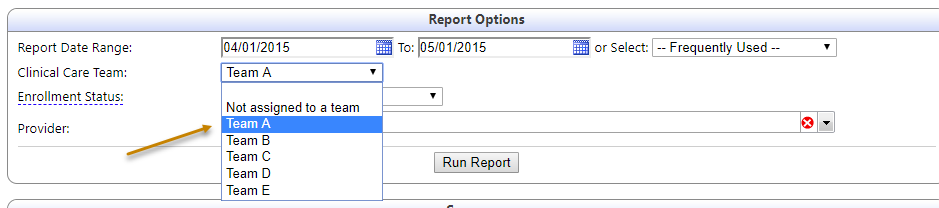 Report Options
Report Date Range: 04/01/2015 To: 05/01/2015 or Select: -- Frequently Used --
Clinical Care Team: Team A
Enrollment Status:
Not assigned to a team
Team A
Provider:
Team B
Team C
Team D
Team E
Run Report